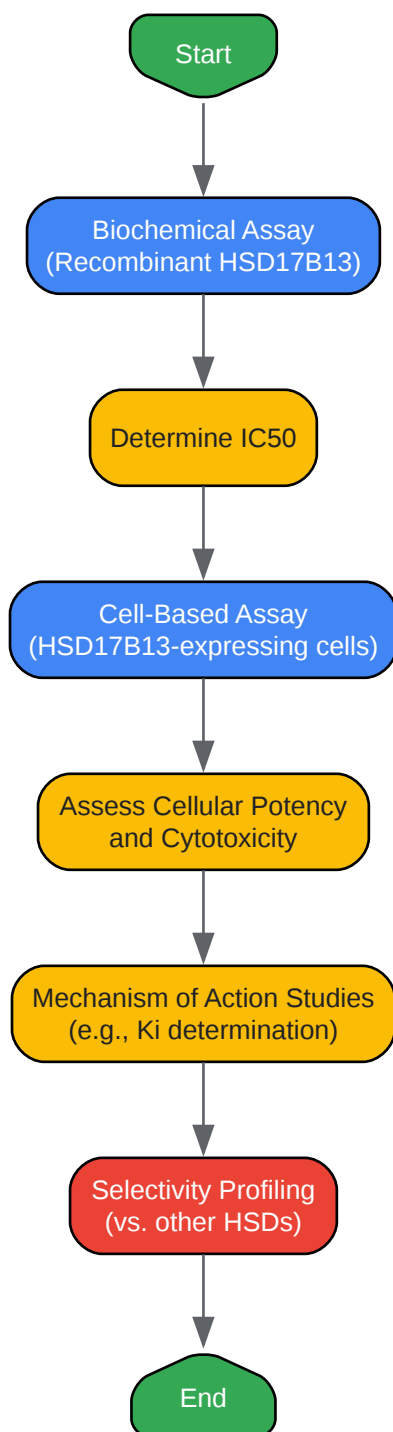 Start
Biochemical Assay
(Recombinant HSD17B13)
Determine IC50
Cell-Based Assay
(HSD17B13-expressing cells)
Assess Cellular Potency
and Cytotoxicity
Mechanism of Action Studies
(e.g., Ki determination)
Selectivity Profiling
(vs. other HSDs)
End